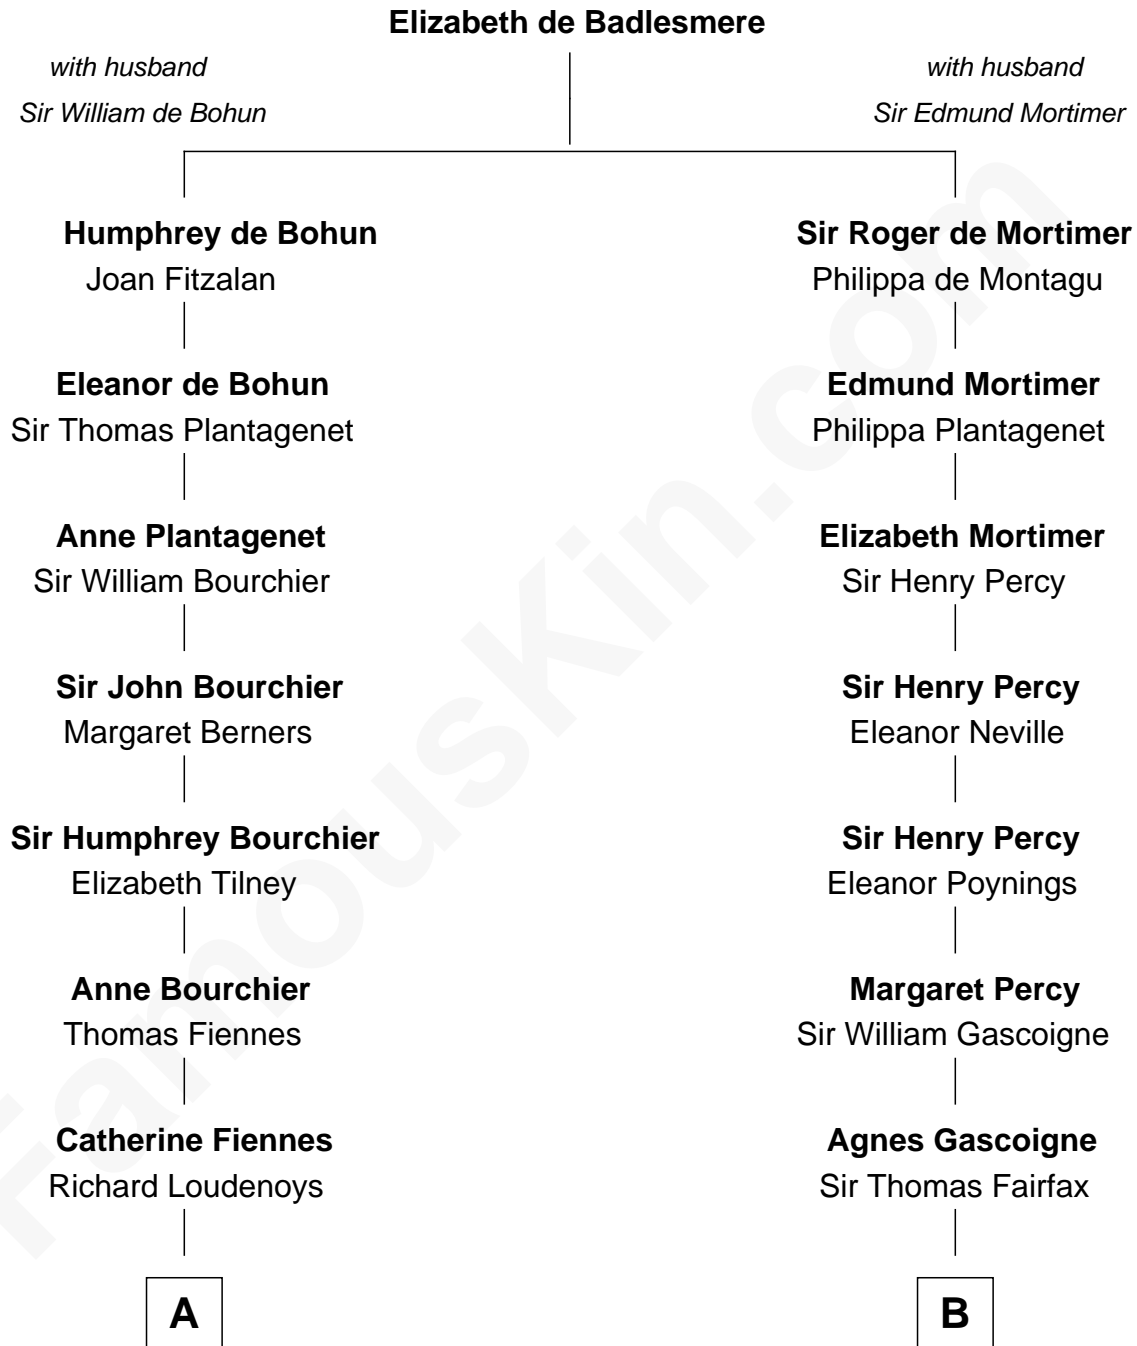 Elizabeth de Badlesmere
with husband
Sir William de Bohun
with husband
Sir Edmund Mortimer
Humphrey de Bohun
Joan Fitzalan
Eleanor de Bohun
Sir Thomas Plantagenet
Anne Plantagenet
Sir William Bourchier
Sir John Bourchier
Margaret Berners
Sir Humphrey Bourchier
Elizabeth Tilney
Anne Bourchier
Thomas Fiennes
Catherine Fiennes
Richard Loudenoys
A
Sir Roger de Mortimer
Philippa de Montagu
Edmund Mortimer
Philippa Plantagenet
Elizabeth Mortimer
Sir Henry Percy
Sir Henry Percy
Eleanor Neville
Sir Henry Percy
Eleanor Poynings
Margaret Percy
Sir William Gascoigne
Agnes Gascoigne
Sir Thomas Fairfax
B
FamousKin.com